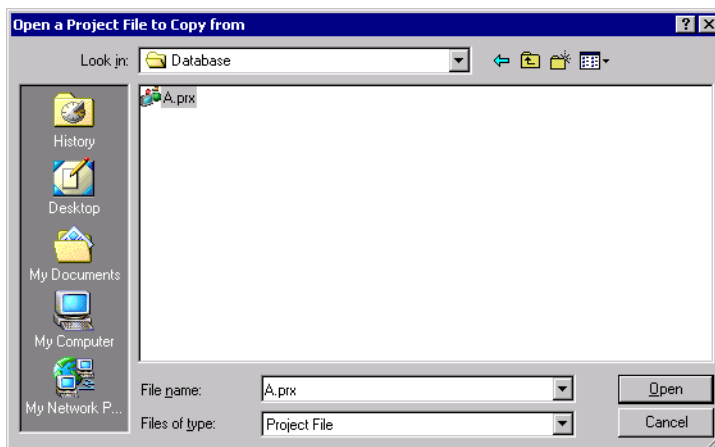 Open a Project File to Copy from
Look in: Database
A.prx
History
Desktop
My Documents
My Computer
My Network P...
File name: A.prx Open
Files of type: Project File Cancel